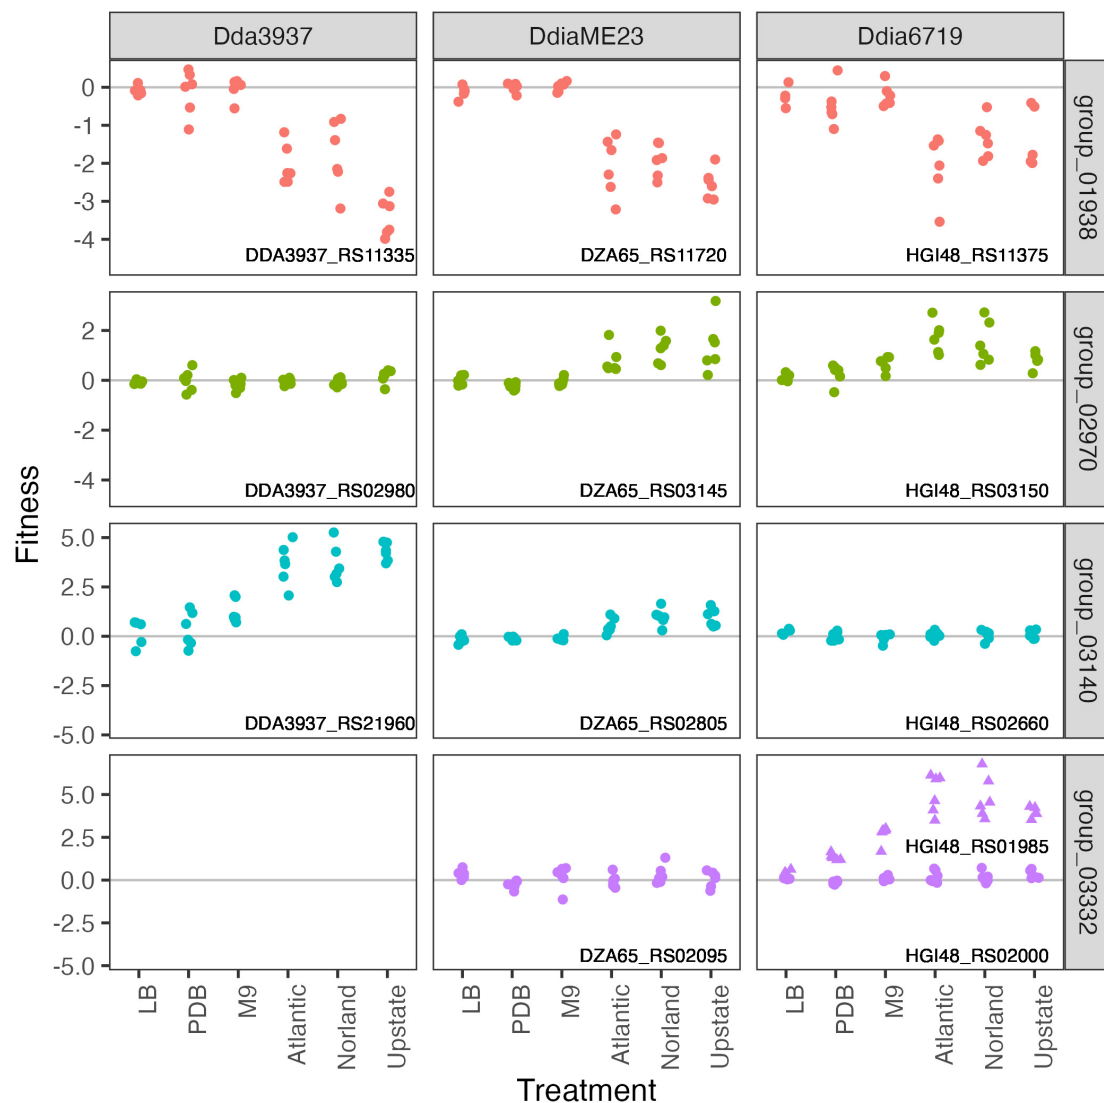 Dda3937 DdiaME23 Ddia6719
0
-1
-2
-3
-4
DDA3937_RS11335 DZA65_RS11720 HGI48_RS11375
group_01938
2
0
-2
-4
DDA3937_RS02980 DZA65_RS03145 HGI48_RS03150
group_02970
Fitness
5.0
2.5
0.0
-2.5
-5.0
DDA3937_RS21960 DZA65_RS02805 HGI48_RS02660
group_03140
5.0
2.5
0.0
-2.5
-5.0
HGI48_RS01985
DZA65_RS02095 HGI48_RS02000
group_03332
LB PDB M9 Atlantic Norland Upstate LB PDB M9 Atlantic Norland Upstate LB PDB M9 Atlantic Norland Upstate
Treatment